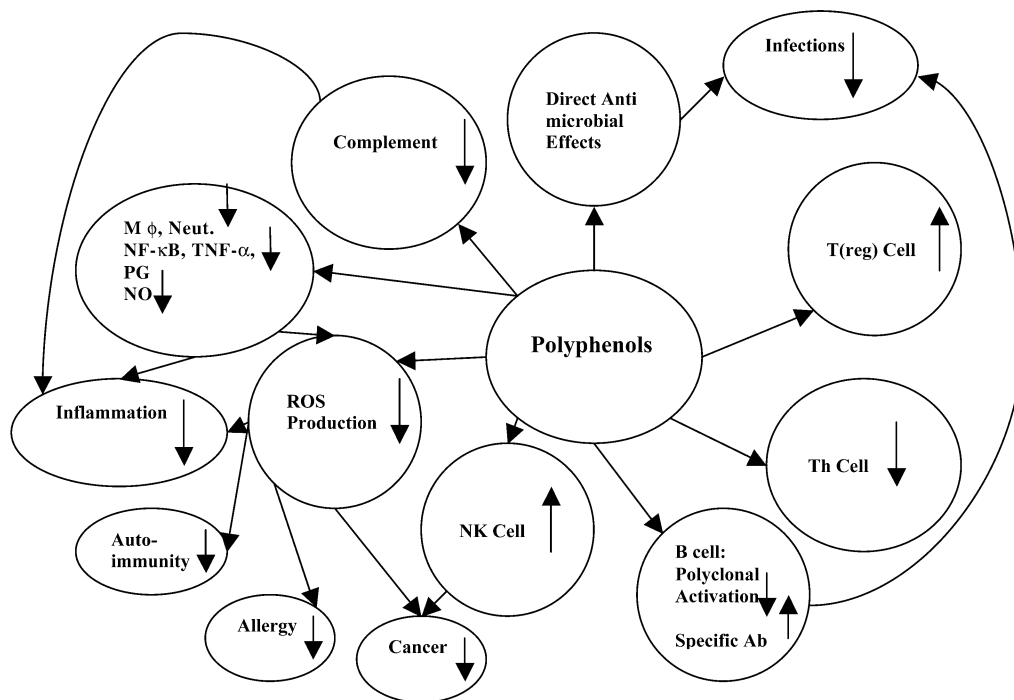 Infections
Direct Anti
microbial
Effects
Complement
M ϕ, Neut.
NF-κB, TNF-α,
PG
NO
T(reg) Cell
Polyphenols
Inflammation
ROS
Production
Th Cell
NK Cell
Auto-
immunity
B cell:
Polyclonal
Activation
Specific Ab
Allergy
Cancer